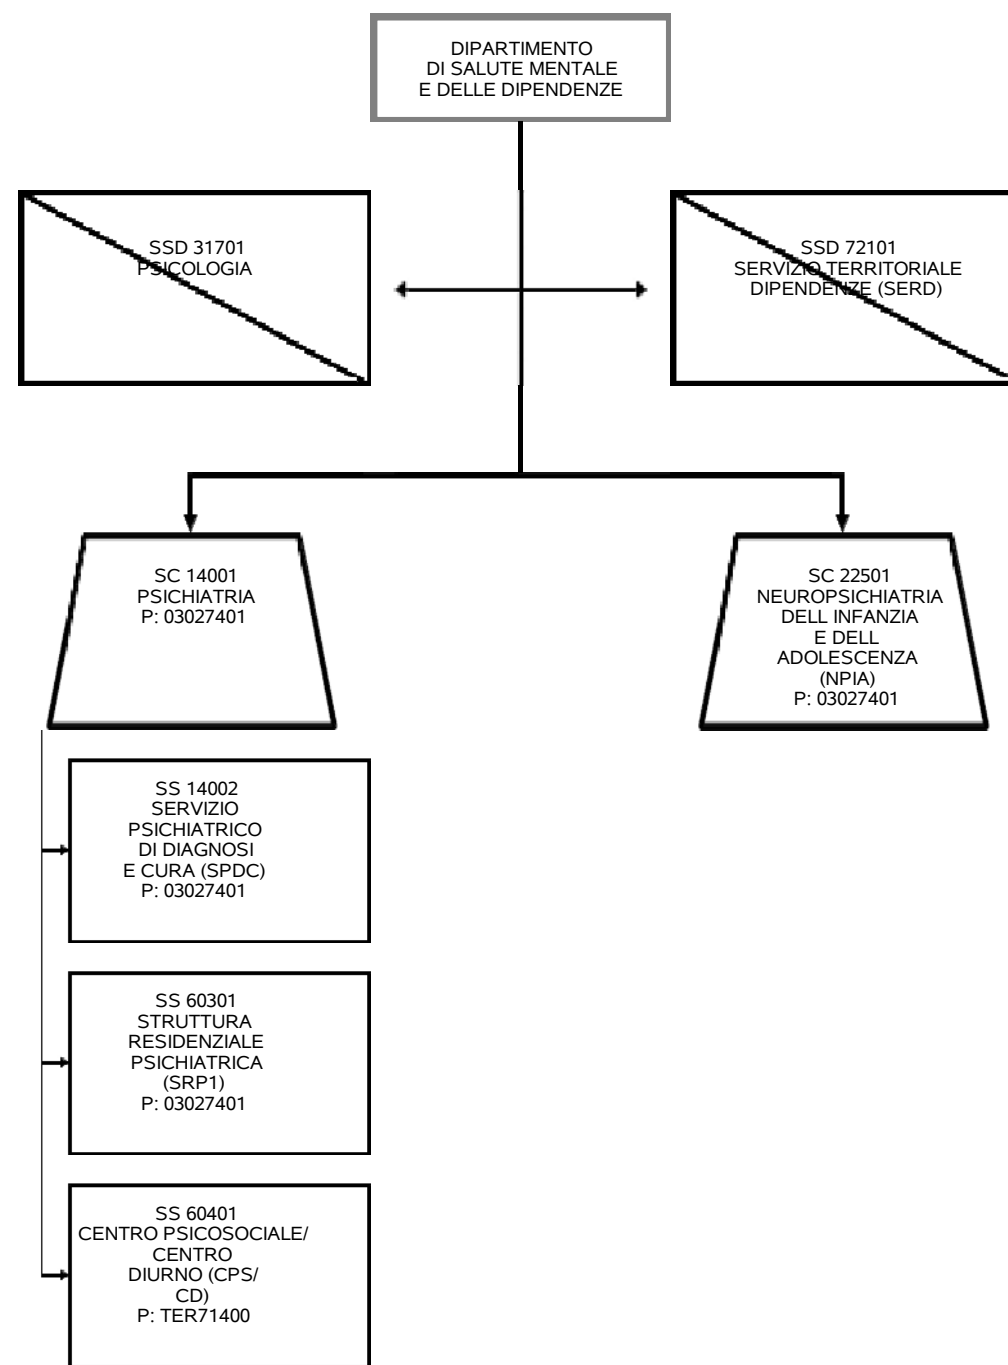 DIPARTIMENTO
DI SALUTE MENTALE
E DELLE DIPENDENZE
SSD 31701
PSICOLOGIA
SSD 72101
SERVIZIO TERRITORIALE
DIPENDENZE (SERD)
SC 14001
PSICHIATRIA
P: 03027401
SC 22501
NEUROPSICHIATRIA
DELL INFANZIA
E DELL
ADOLESCENZA
(NPIA)
P: 03027401
SS 14002
SERVIZIO
PSICHIATRICO
DI DIAGNOSI
E CURA (SPDC)
P: 03027401
SS 60301
STRUTTURA
RESIDENZIALE
PSICHIATRICA
(SRP1)
P: 03027401
SS 60401
CENTRO PSICOSOCIALE/
CENTRO
DIURNO (CPS/
CD)
P: TER71400